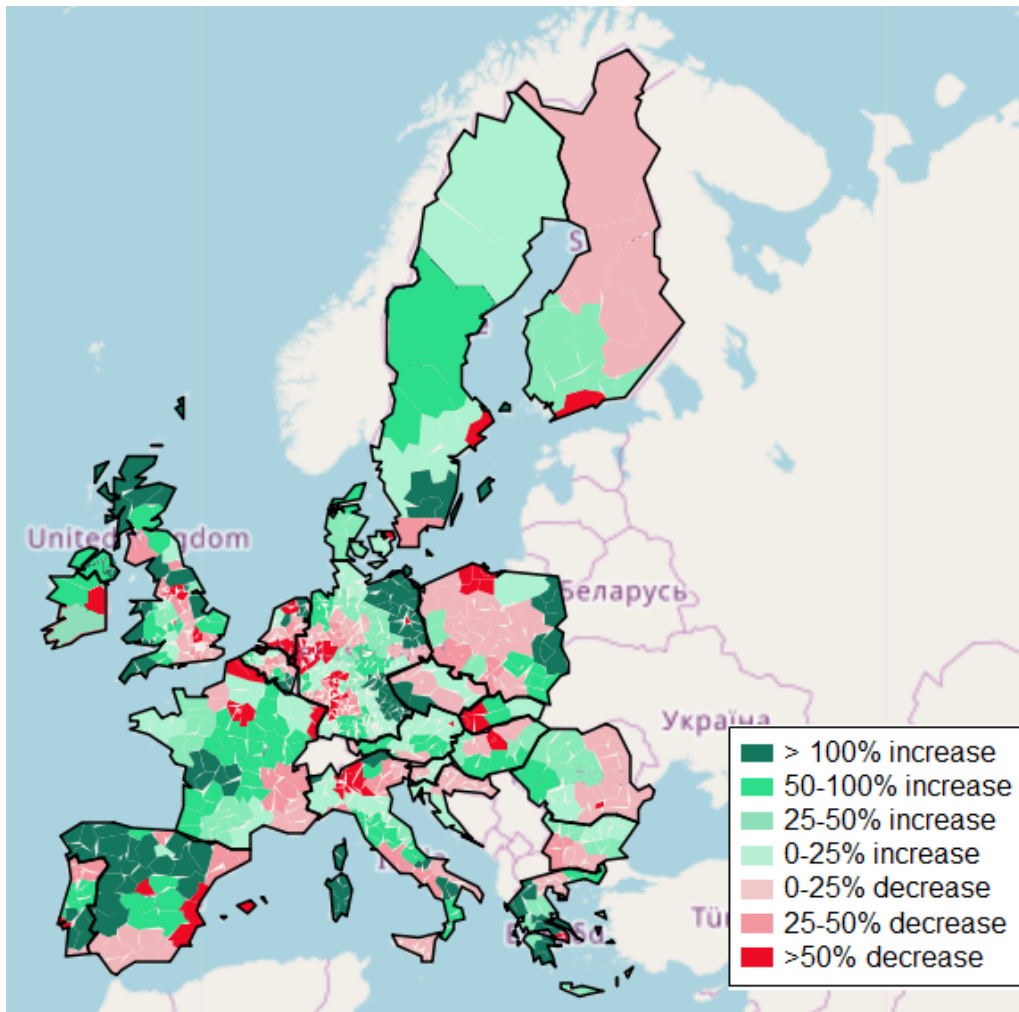 United Kingdom
Беларусь
Україна
> 100% increase
50-100% increase
25-50% increase
0-25% increase
0-25% decrease
25-50% decrease
>50% decrease